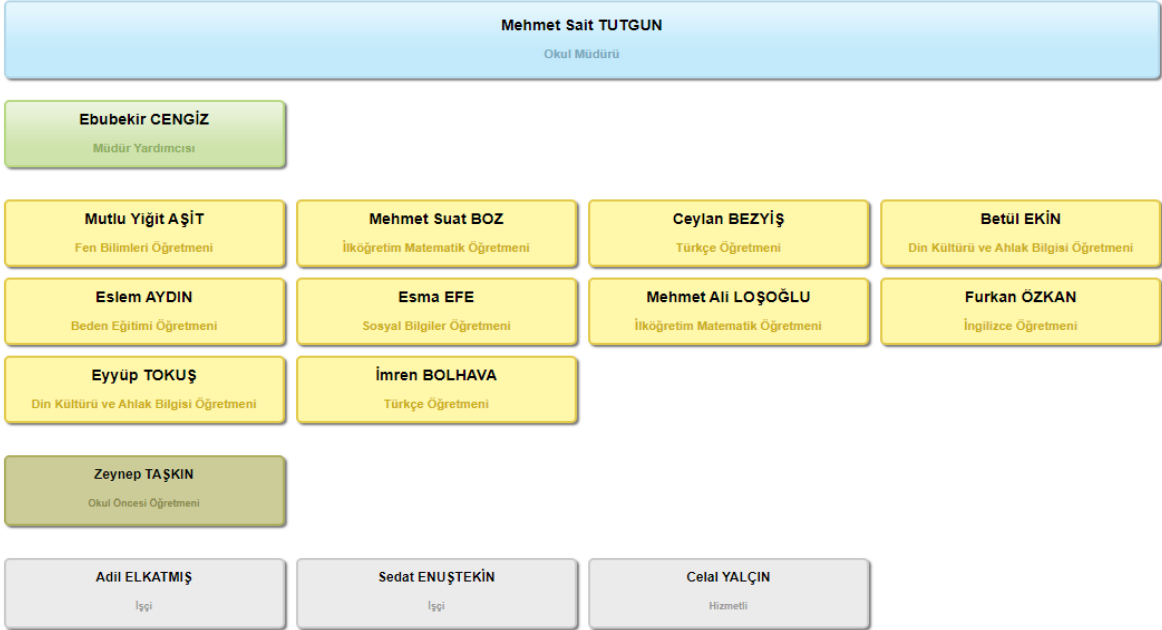 Mehmet Sait TUTGUN
Okul Müdürü
Ebubekir CENGİZ
Müdür Yardımcısı
Mutlu Yiğit AŞİT
Fen Bilimleri Öğretmeni
Mehmet Suat BOZ
İlköğretim Matematik Öğretmeni
Ceylan BEZYİŞ
Türkçe Öğretmeni
Betül EKİN
Din Kültürü ve Ahlak Bilgisi Öğretmeni
Eslem AYDIN
Beden Eğitimi Öğretmeni
Esma EFE
Sosyal Bilgiler Öğretmeni
Mehmet Ali LOŞOĞLU
İlköğretim Matematik Öğretmeni
Furkan ÖZKAN
İngilizce Öğretmeni
Eyyüp TOKUŞ
Din Kültürü ve Ahlak Bilgisi Öğretmeni
İmren BOLHAVA
Türkçe Öğretmeni
Zeynep TAŞKIN
Okul Öncesi Öğretmeni
Adil ELKATMIŞ
İşçi
Sedat ENUŞTEKİN
İşçi
Celal YALÇIN
Hizmetli